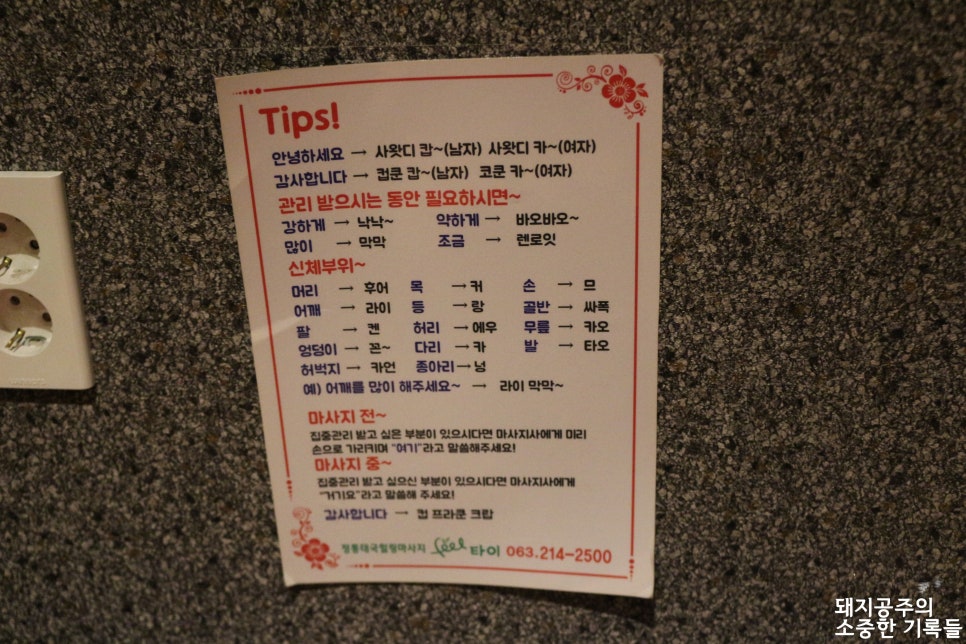 Tips!
안녕하세요 → 사왓디 캅~(남자) 사왓디 카~(여자)
감사합니다 → 컵쿤 캅~(남자) 코쿤 카~(여자)
관리 받으시는 동안 필요하시면~
강하게 → 낙낙~ 약하게 → 바오바오~
많이 → 막막 조금 → 렌로잇
신체부위~
머리 → 후어 목 → 커 손 → 므
어깨 → 라이 등 → 랑 골반 → 싸폭
팔 → 켄 허리 → 에우 무릎 → 카오
엉덩이 → 꼰~ 다리 → 카 발 → 타오
허벅지 → 카언 종아리 → 넝
예) 어깨를 많이 해주세요~ → 라이 막막~
마사지 전~
집중관리 받고 싶은 부분이 있으시다면 마사지사에게 미리
손으로 가리키며 "여기"라고 말씀해주세요!
마사지 중~
집중관리 받고 싶으신 부분이 있으시다면 마사지사에게
"거기요"라고 말씀해 주세요!
감사합니다 → 컵 프라쿤 크랍
정통태국힐링마사지 feel 타이 063.214-2500
돼지공주의
소중한 기록들